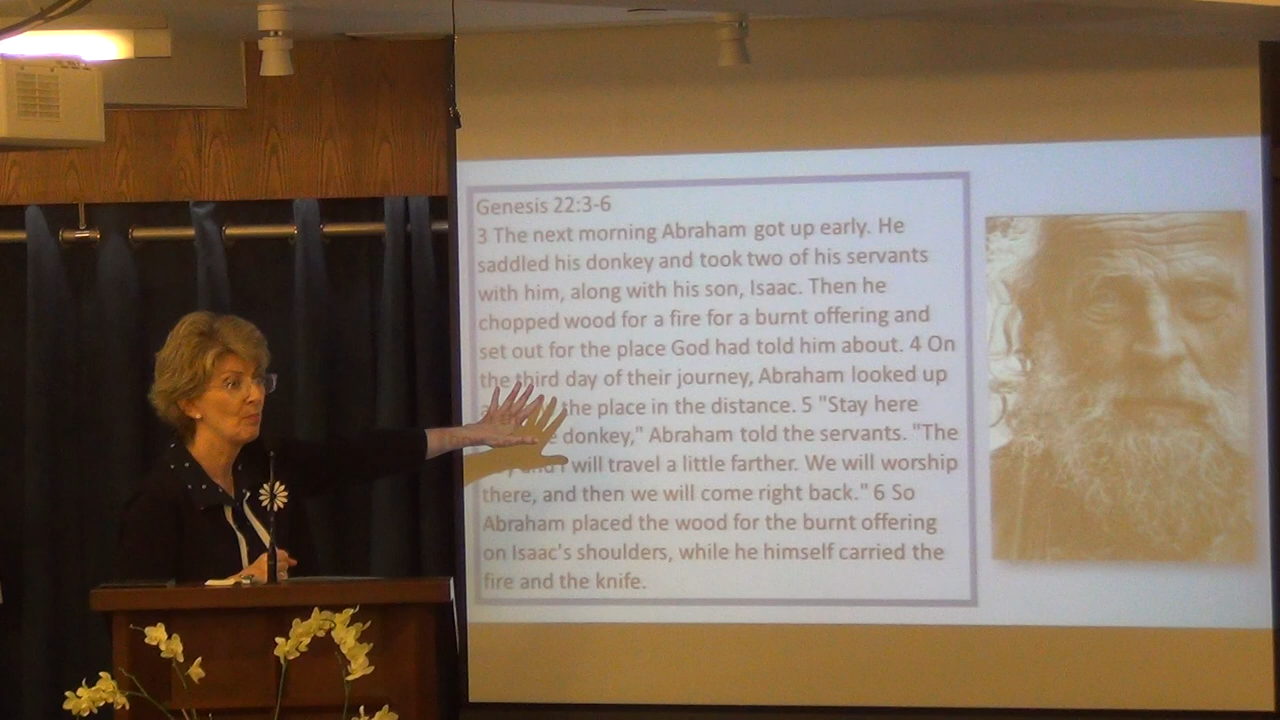 Genesis 22:3-6
3 The next morning Abraham got up early. He
saddled his donkey and took two of his servants
with him, along with his son, Isaac. Then he
chopped wood for a fire for a burnt offering and
set out for the place God had told him about. 4 On
the third day of their journey, Abraham looked up
the place in the distance. 5 "Stay here
donkey," Abraham told the servants. "The
and I will travel a little farther. We will worship
there, and then we will come right back." 6 So
Abraham placed the wood for the burnt offering
on Isaac's shoulders, while he himself carried the
fire and the knife.